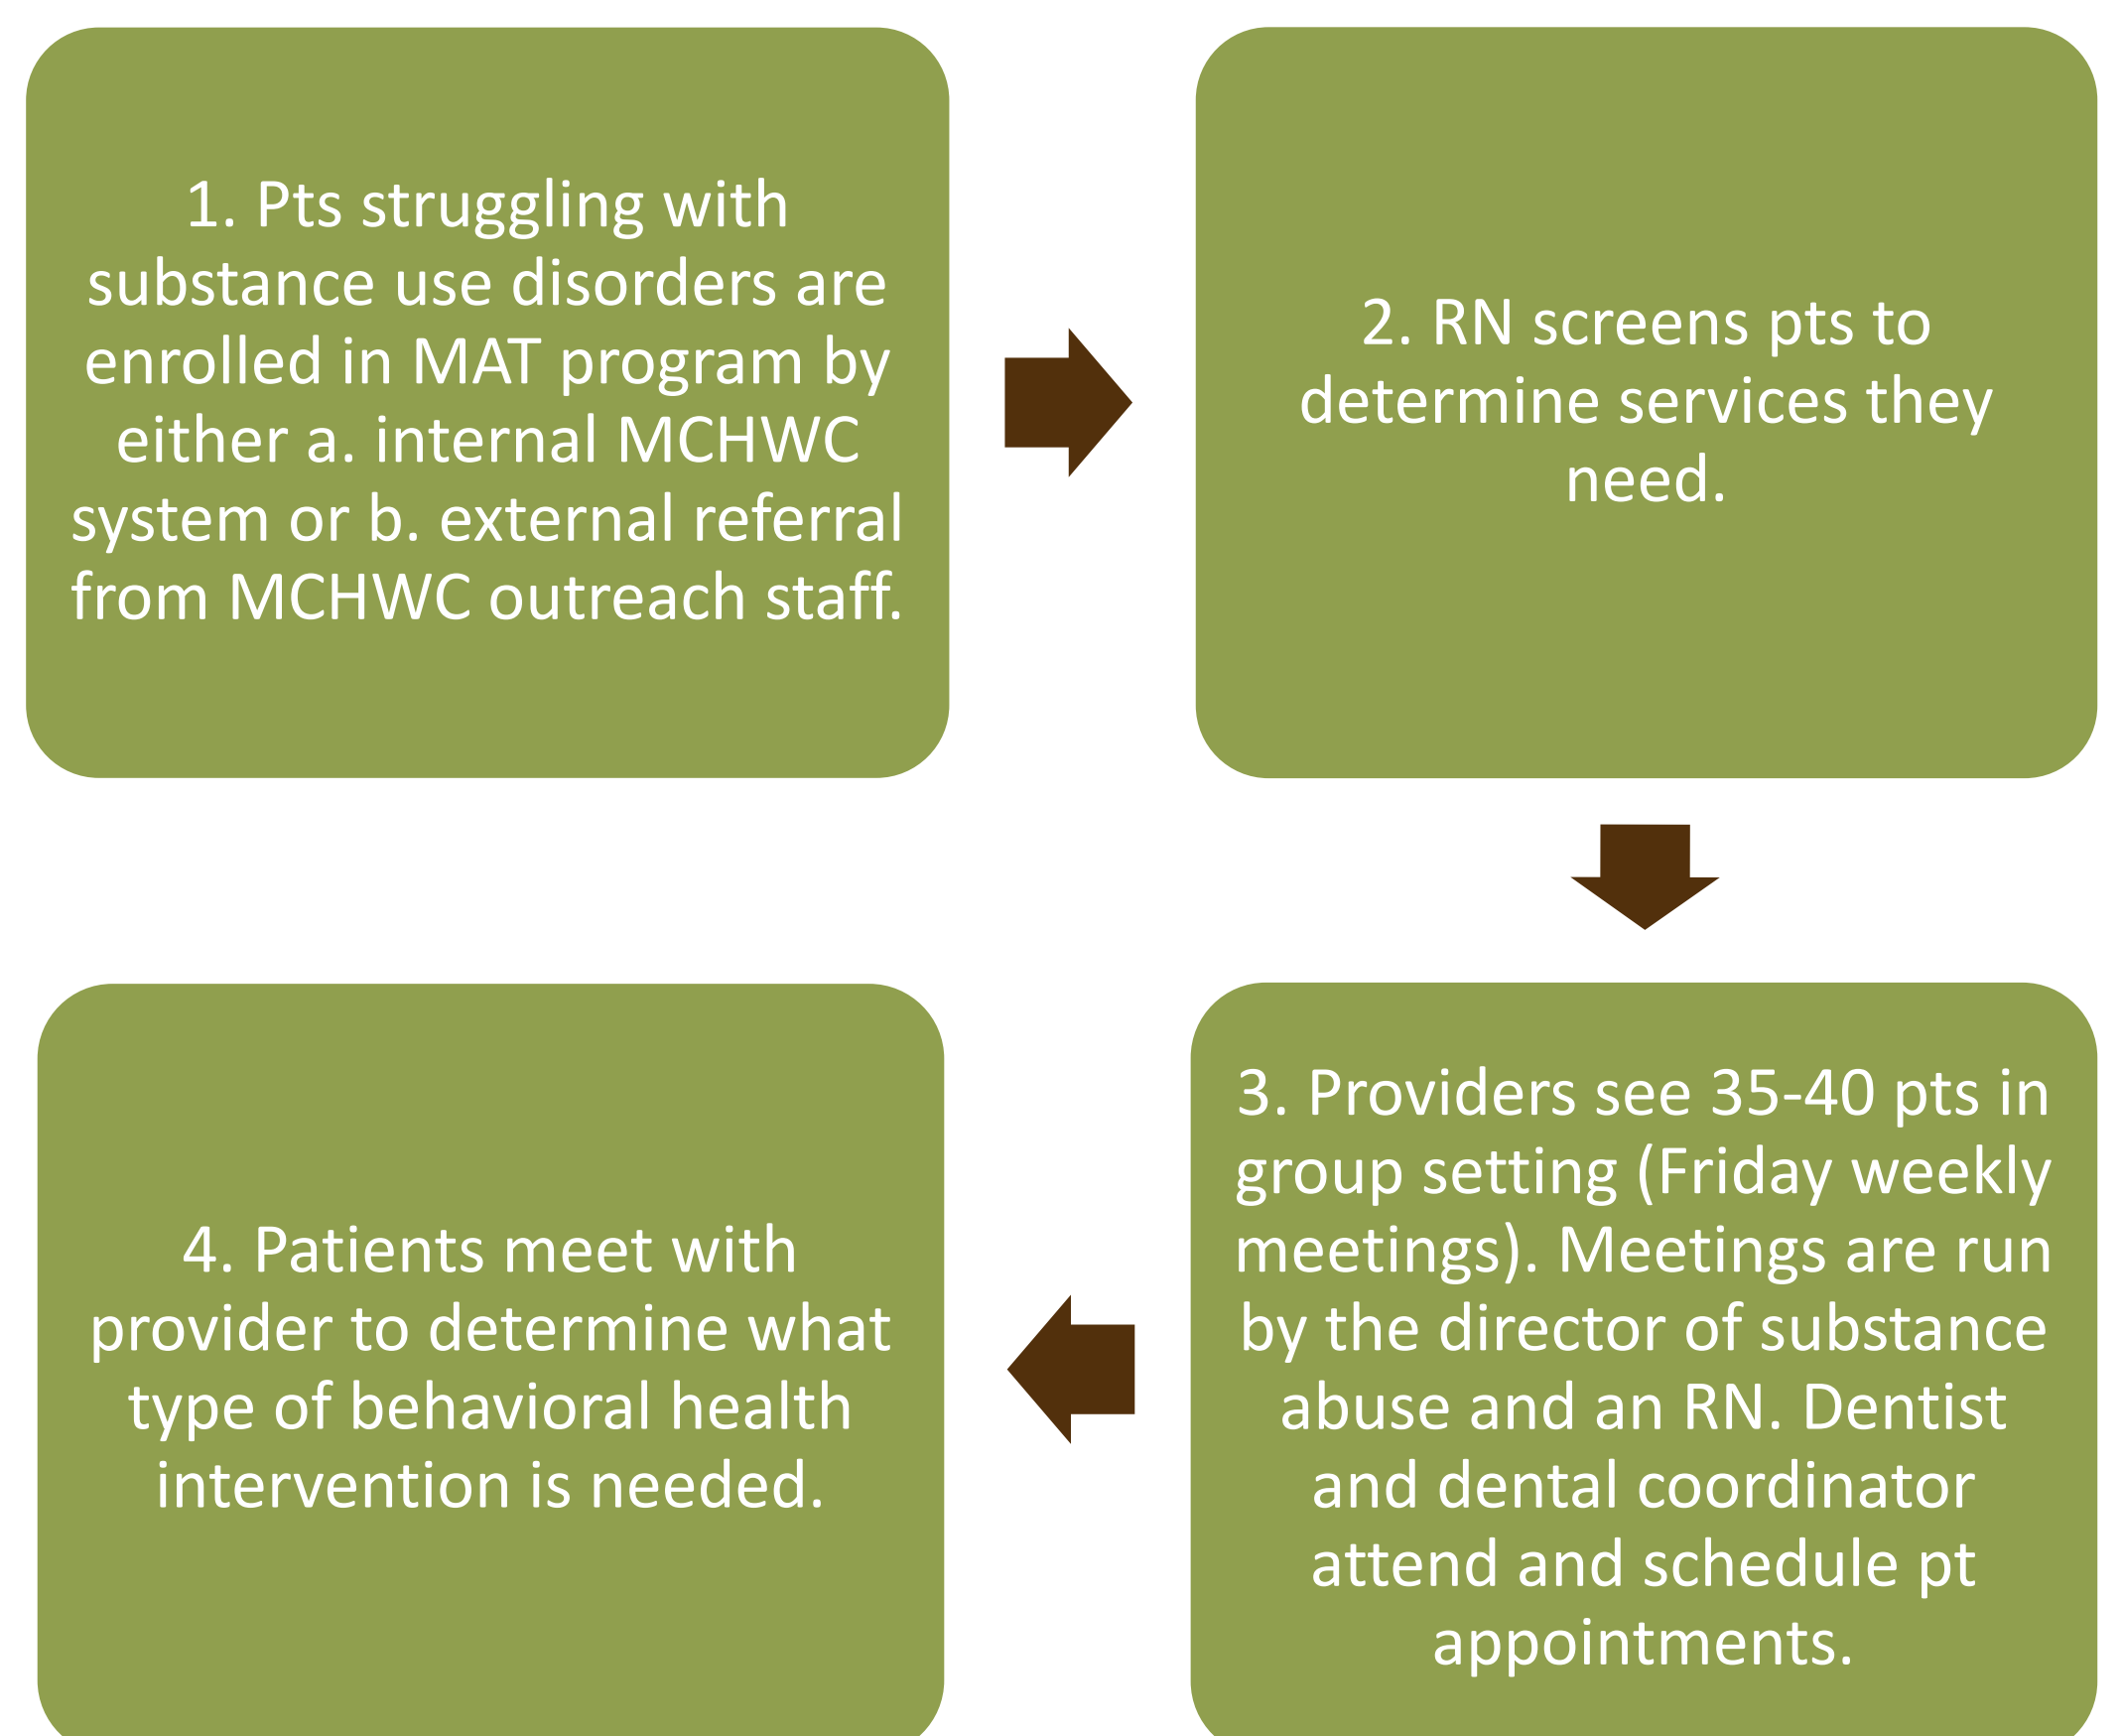 1. Pts struggling with
substance use disorders are
enrolled in MAT program by
either a. internal MCHWC
system or b. external referral
from MCHWC outreach staff.
2. RN screens pts to
determine services they
need.
3. Providers see 35-40 pts in
group setting (Friday weekly
meetings). Meetings are run
by the director of substance
abuse and an RN. Dentist
and dental coordinator
attend and schedule pt
appointments.
4. Patients meet with
provider to determine what
type of behavioral health
intervention is needed.